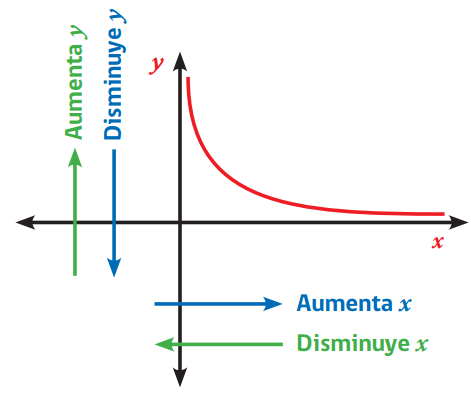 Aumenta y
Disminuye y
y
x
Aumenta x
Disminuye x